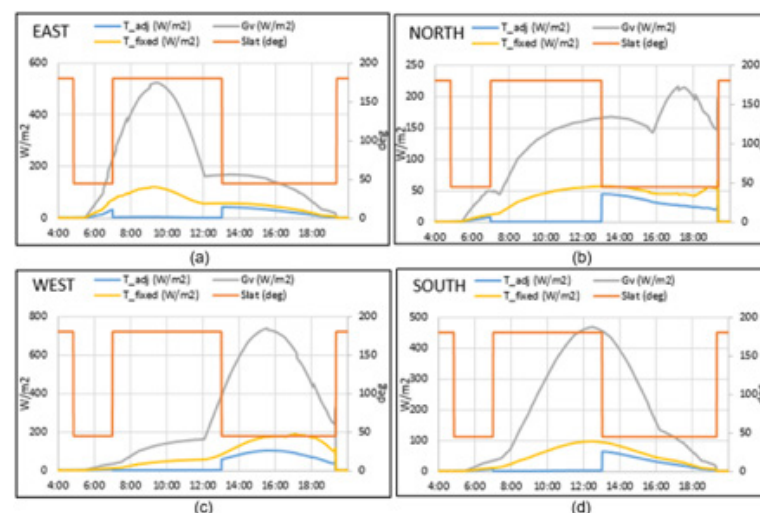 EAST
T_adj (W/m2) Gv (W/m2)
T_fixed (W/m2) Slat (deg)
600 200
400 150
200 100
0 50
0
W/m2
deg
4:00 6:00 8:00 10:00 12:00 14:00 16:00 18:00
(a)
NORTH
T_adj (W/m2) Gv (W/m2)
T_fixed (W/m2) Slat (deg)
250 200
200 150
150 100
100 50
50 0
0
W/m2
deg
4:00 6:00 8:00 10:00 12:00 14:00 16:00 18:00
(b)
WEST
T_adj (W/m2) Gv (W/m2)
T_fixed (W/m2) Slat (deg)
800 200
600 150
400 100
200 50
0 0
W/m2
deg
4:00 6:00 8:00 10:00 12:00 14:00 16:00 18:00
(c)
SOUTH
T_adj (W/m2) Gv (W/m2)
T_fixed (W/m2) Slat (deg)
500 200
400 150
300 100
200 50
100 0
0
W/m2
deg
4:00 6:00 8:00 10:00 12:00 14:00 16:00 18:00
(d)